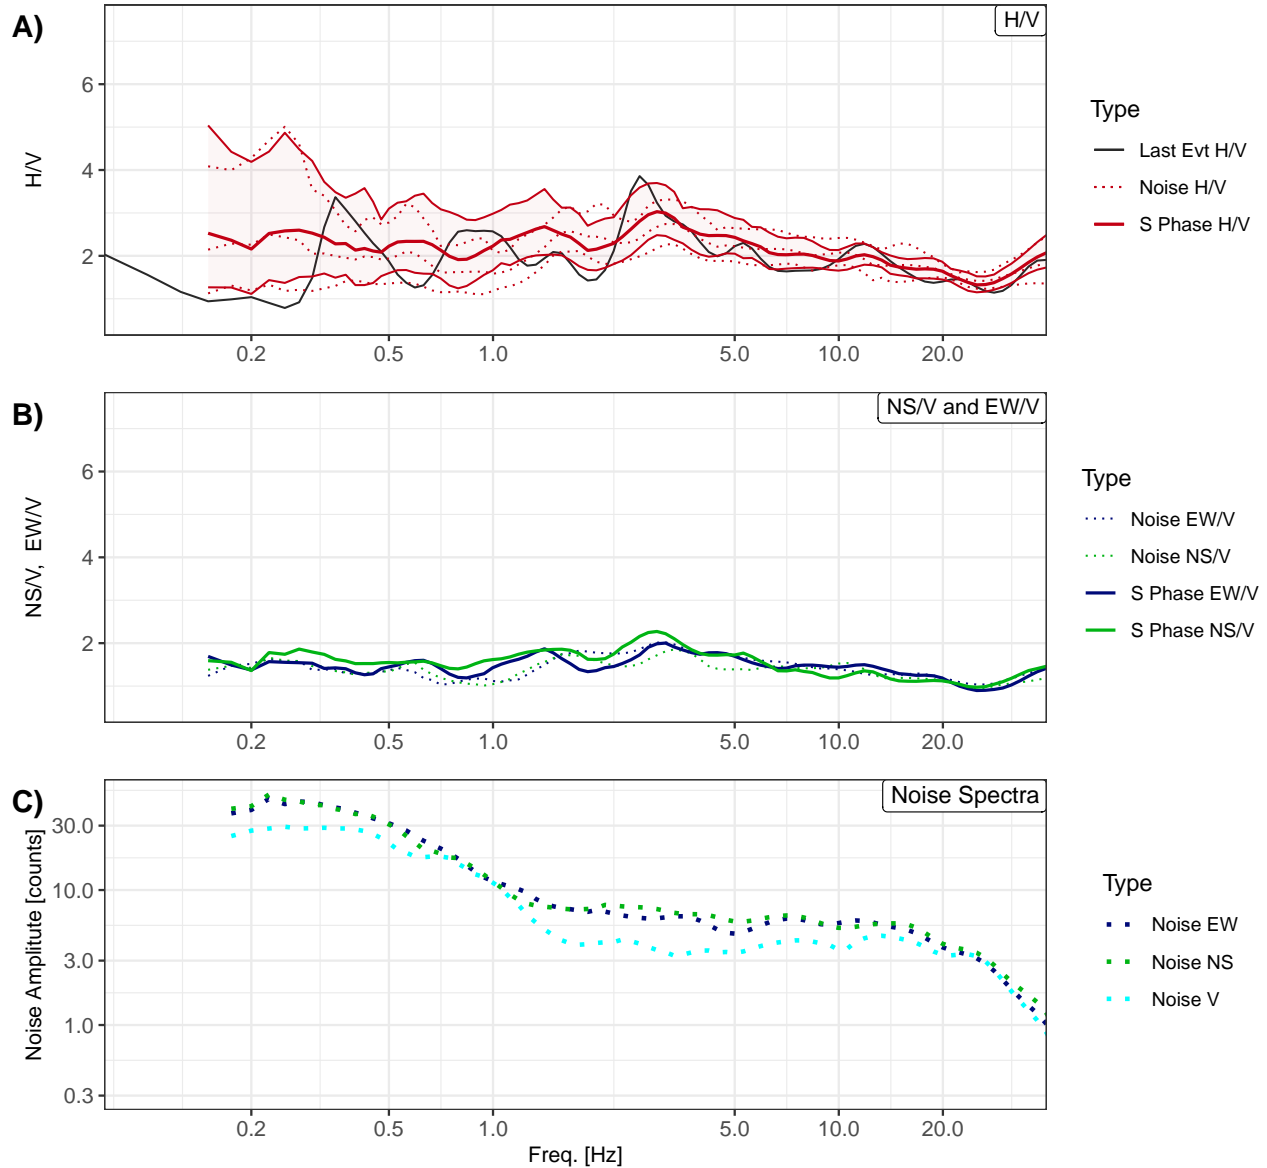 A)
H/V
6
4
2
H/V
0.2 0.5 1.0 5.0 10.0 20.0
Type
Last Evt H/V
Noise H/V
S Phase H/V
B)
NS/V and EW/V
6
4
2
NS/V, EW/V
0.2 0.5 1.0 5.0 10.0 20.0
Type
Noise EW/V
Noise NS/V
S Phase EW/V
S Phase NS/V
C)
Noise Spectra
30.0
10.0
3.0
1.0
0.3
Noise Amplitute [counts]
0.2 0.5 1.0 5.0 10.0 20.0
Freq. [Hz]
Type
Noise EW
Noise NS
Noise V